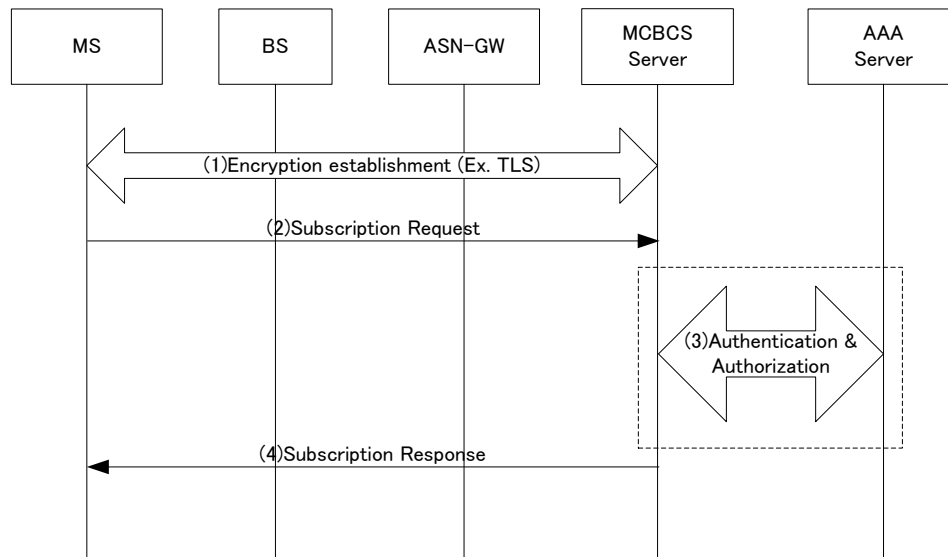 MS
BS
ASN-GW
MCBCS
Server
AAA
Server
(1)Encryption establishment (Ex. TLS)
(2)Subscription Request
(3)Authentication &
Authorization
(4)Subscription Response